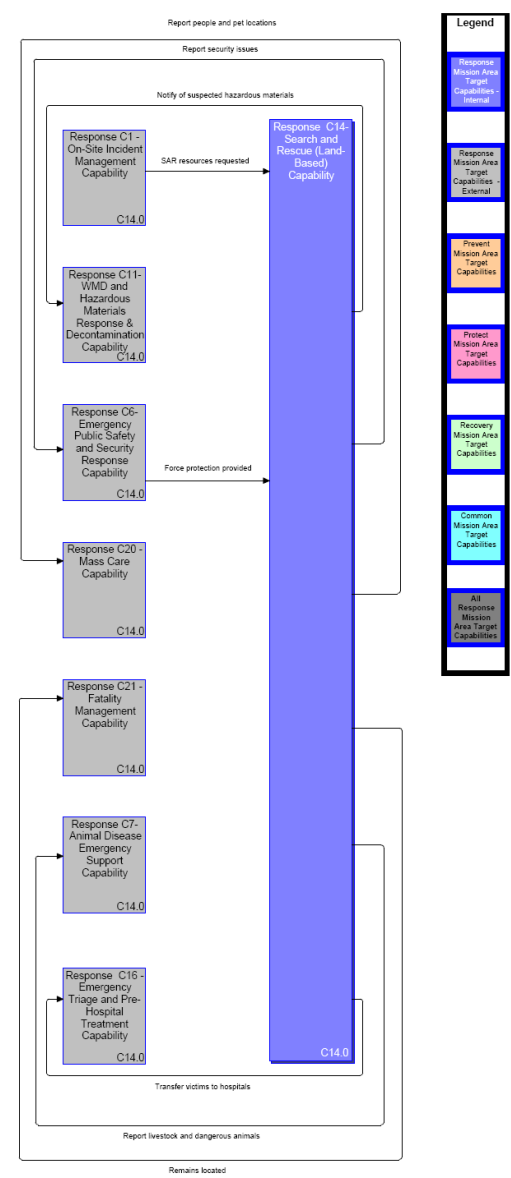 Report people and pet locations
Report security issues
Notify of suspected hazardous materials
Response C1 -
On-Site Incident
Management
Capability
C14.0
SAR resources requested
Response  C14-
Search and
Rescue (Land-
Based)
Capability
C14.0
Response C11-
WMD and
Hazardous
Materials
Response &
Decontamination
Capability
C14.0
Response C6-
Emergency
Public Safety
and Security
Response
Capability
C14.0
Force protection provided
Response C20 -
Mass Care
Capability
C14.0
Response C21 -
Fatality
Management
Capability
C14.0
Response C7-
Animal Disease
Emergency
Support
Capability
C14.0
Response  C16 -
Emergency
Triage and Pre-
Hospital
Treatment
Capability
C14.0
Transfer victims to hospitals
Report livestock and dangerous animals
Remains located
Legend
Response
Mission Area
Target
Capabilities -
Internal
Response
Mission Area
Target
Capabilities -
External
Prevent
Mission Area
Target
Capabilities
Protect
Mission Area
Target
Capabilities
Recovery
Mission Area
Target
Capabilities
Common
Mission Area
Target
Capabilities
All
Response
Mission
Area Target
Capabilities